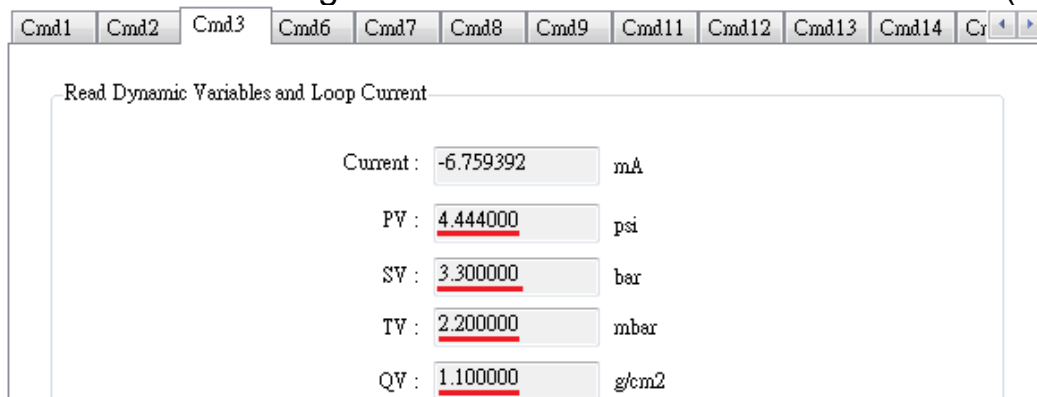 Cmd1 Cmd2 Cmd3 Cmd6 Cmd7 Cmd8 Cmd9 Cmd11 Cmd12 Cmd13 Cmd14
Read Dynamic Variables and Loop Current
Current : -6.759392 mA
PV : 4.444000 psi
SV : 3.300000 bar
TV : 2.200000 mbar
QV : 1.100000 g/cm2